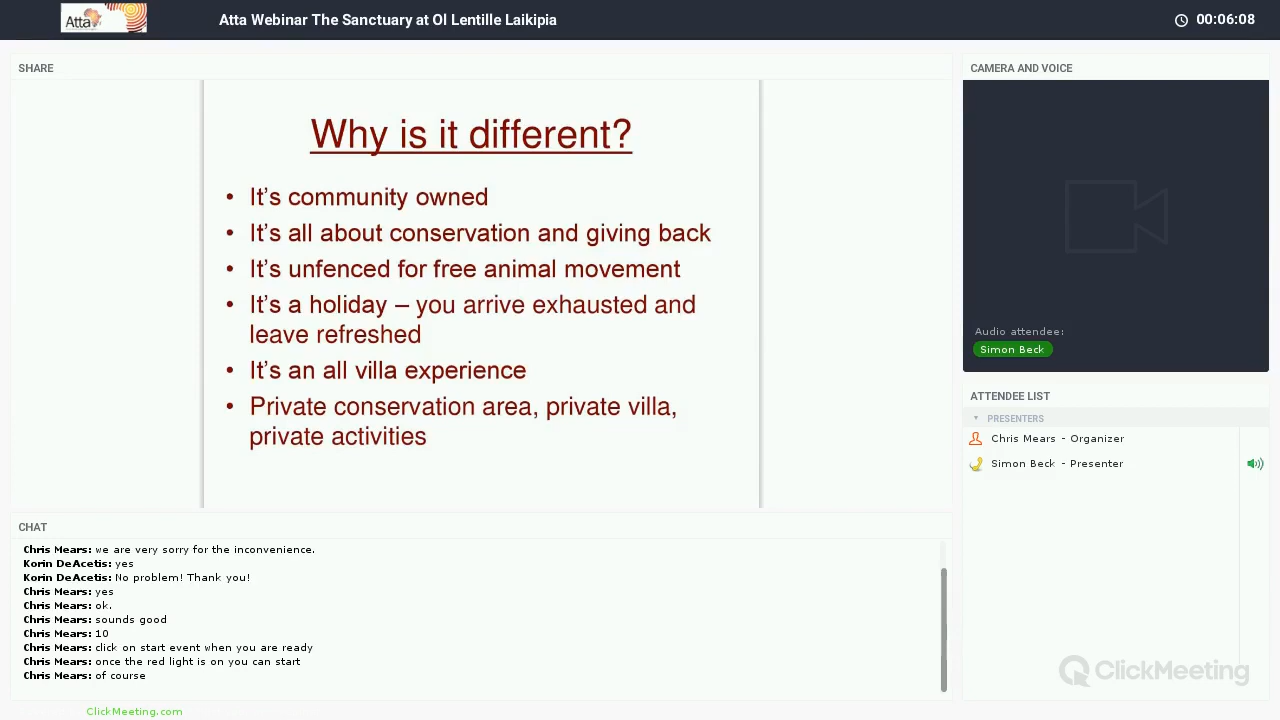 Atta
Atta Webinar The Sanctuary at Ol Lentille Laikipia
00:06:08
SHARE
Why is it different?
• It's community owned
• It's all about conservation and giving back
• It's unfenced for free animal movement
• It's a holiday – you arrive exhausted and
leave refreshed
• It's an all villa experience
• Private conservation area, private villa,
private activities
CAMERA AND VOICE
Audio attendee:
Simon Beck
ATTENDEE LIST
PRESENTERS
Chris Mears - Organizer
Simon Beck - Presenter
CHAT
Chris Mears: we are very sorry for the inconvenience.
Korin DeAcetis: yes
Korin DeAcetis: No problem! Thank you!
Chris Mears: yes
Chris Mears: ok.
Chris Mears: sounds good
Chris Mears: 10
Chris Mears: click on start event when you are ready
Chris Mears: once the red light is on you can start
Chris Mears: of course
ClickMeeting
ClickMeeting.com